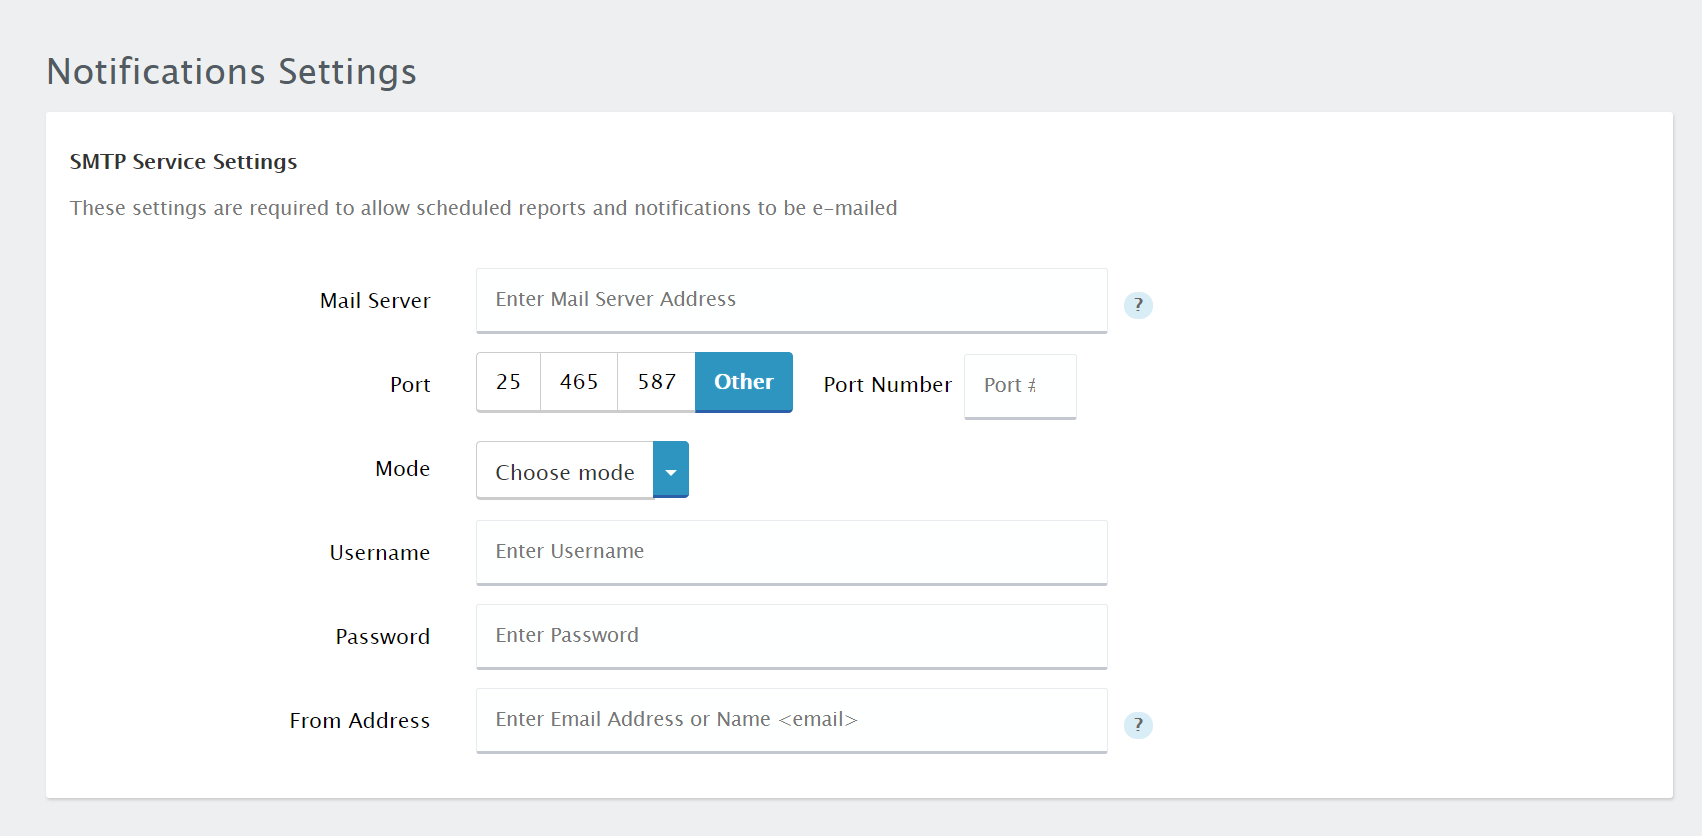 Notifications Settings
SMTP Service Settings
These settings are required to allow scheduled reports and notifications to be e-mailed
Mail Server Enter Mail Server Address ?
Port 25 465 587 Other Port Number Port #
Mode Choose mode
Username Enter Username
Password Enter Password
From Address Enter Email Address or Name <email> ?